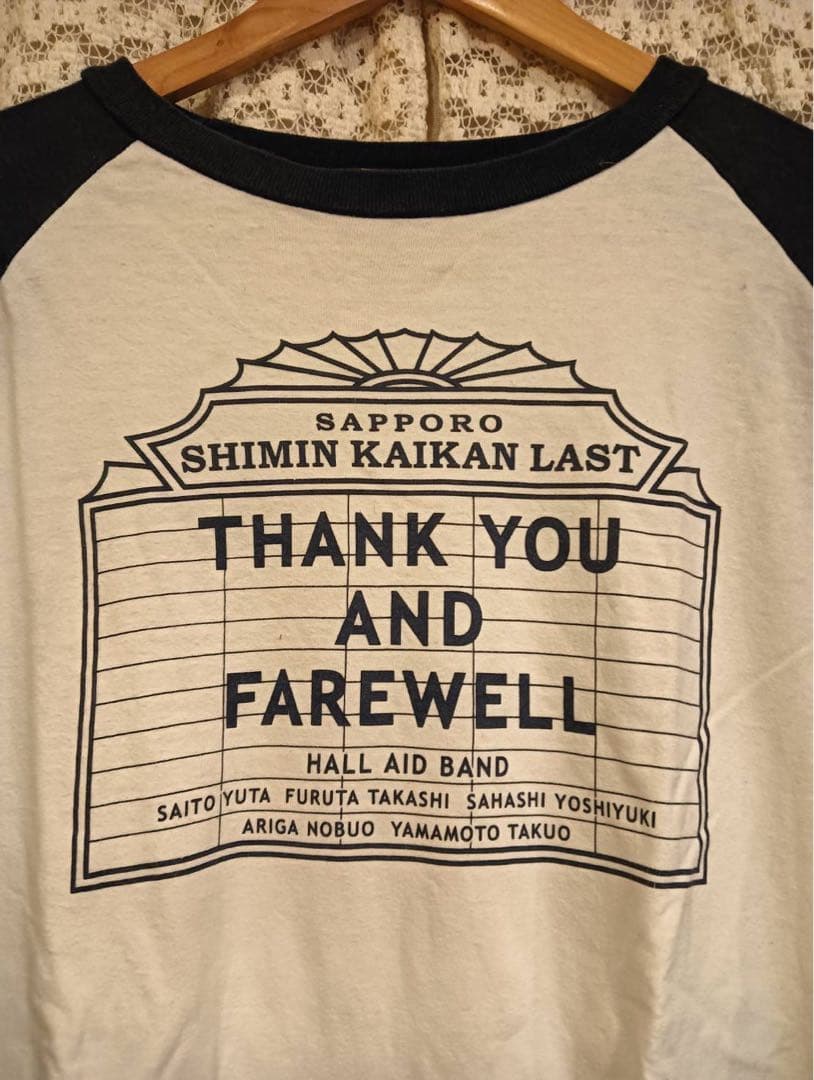 SAPPORO
SHIMIN KAIKAN LAST
THANK YOU
AND
FAREWELL
HALL AID BAND
SAITO YUTA FURUTA TAKASHI SAHASHI YOSHIYUKI
ARIGA NOBUO YAMAMOTO TAKUO